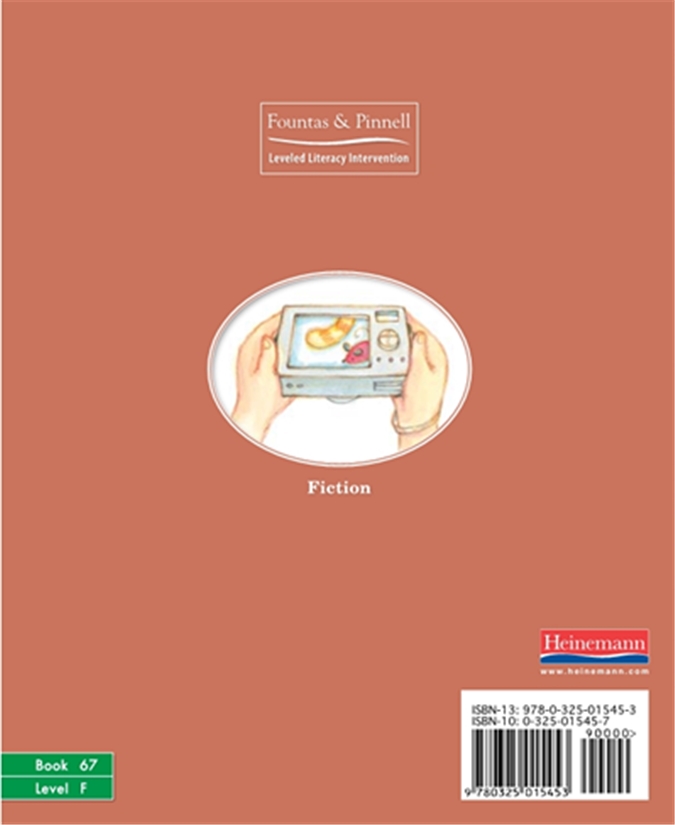 Fountas & Pinnell
Leveled Literacy Intervention
Fiction
Heinemann
www.heinemann.com
ISBN-13: 978-0-325-01545-3
ISBN-10: 0-325-01545-7
90000>
9 780325 015453
Book 67
Level F